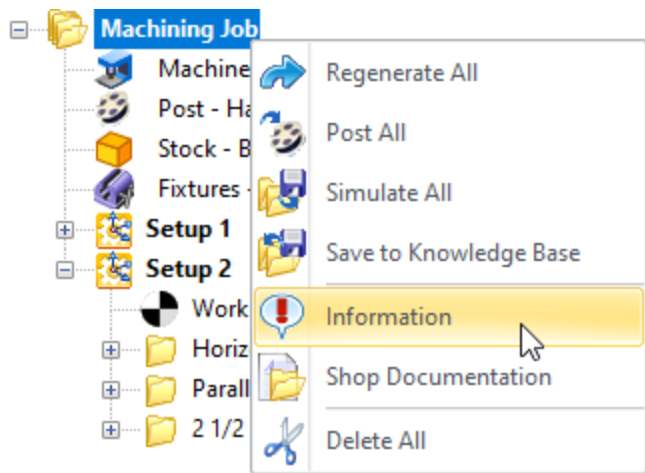 Machining Job
Machine
Post - Ha
Stock - B
Fixtures -
Setup 1
Setup 2
Work
Horiz
Parall
2 1/2
Regenerate All
Post All
Simulate All
Save to Knowledge Base
Information
Shop Documentation
Delete All